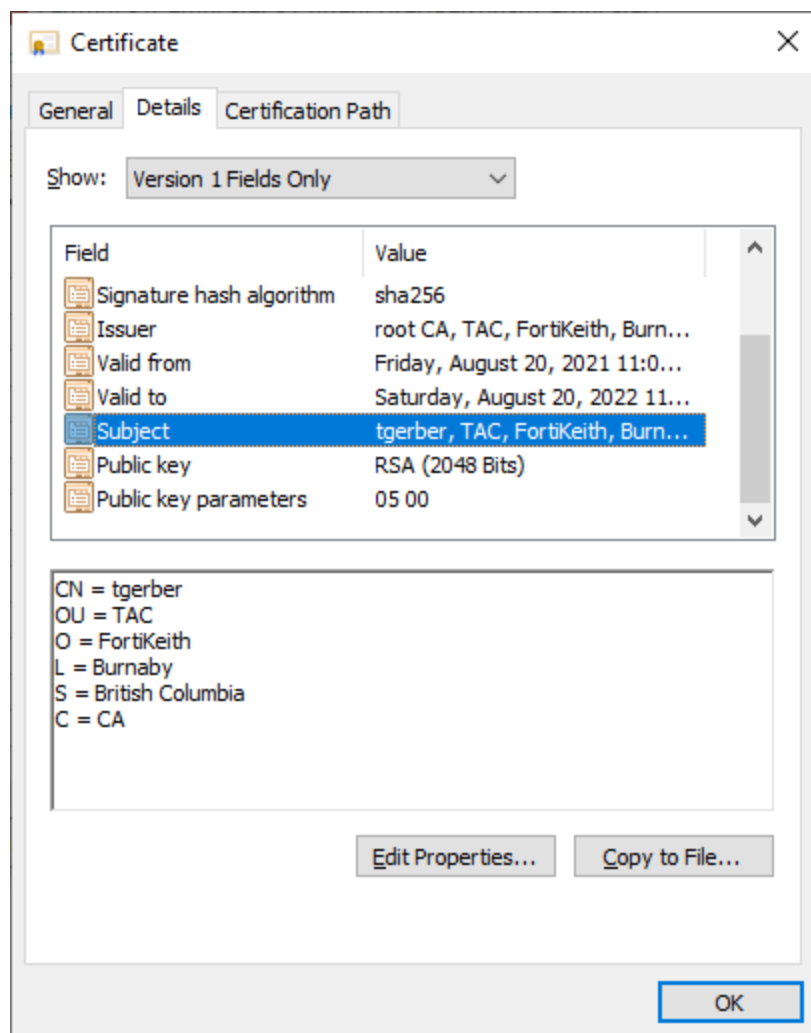 Certificate
General Details Certification Path
Show: Version 1 Fields Only
Field Value
Signature hash algorithm sha256
Issuer root CA, TAC, FortiKeith, Burn...
Valid from Friday, August 20, 2021 11:0...
Valid to Saturday, August 20, 2022 11...
Subject tgerber, TAC, FortiKeith, Burn...
Public key RSA (2048 Bits)
Public key parameters 05 00
CN = tgerber
OU = TAC
O = FortiKeith
L = Burnaby
S = British Columbia
C = CA
Edit Properties... Copy to File...
OK